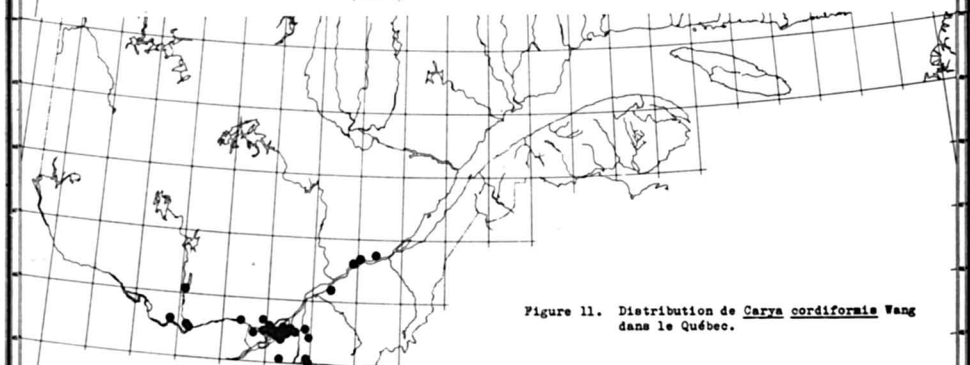 Figure 11. Distribution de Carya cordiformis Wang
dans le Québec.